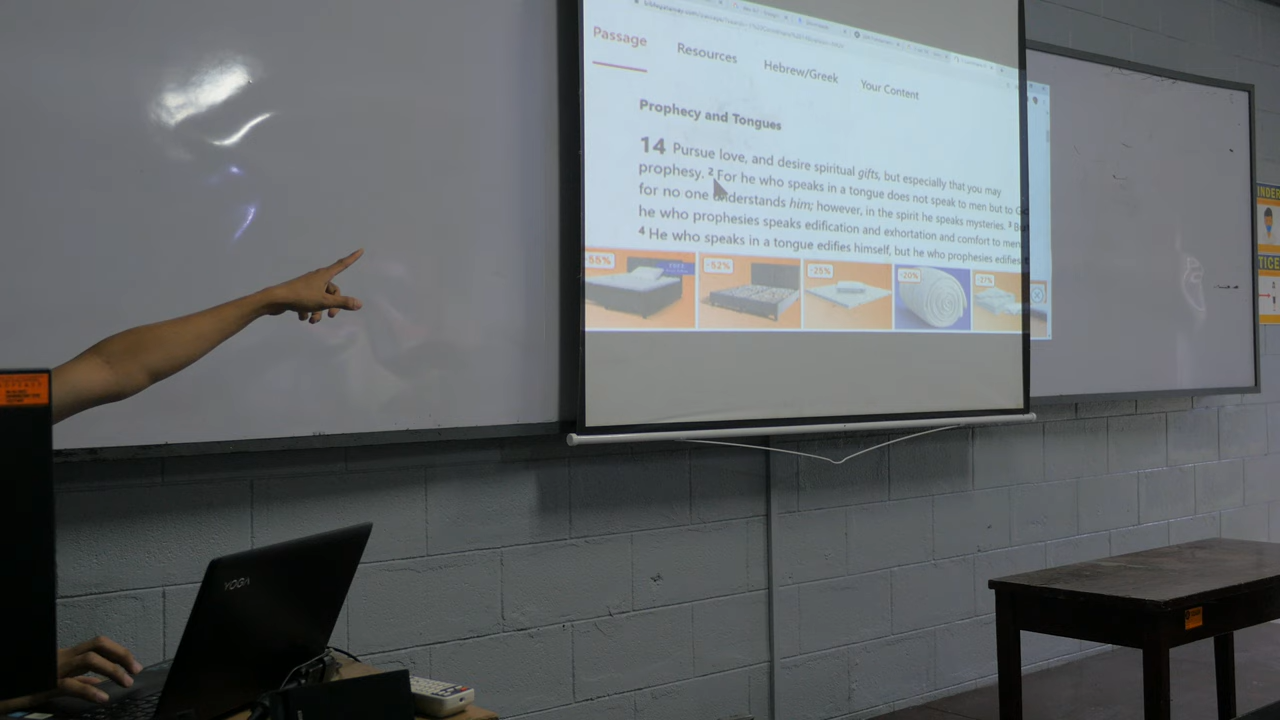 Passage
Resources
Hebrew/Greek
Your Content
Prophecy and Tongues
14 Pursue love, and desire spiritual gifts, but especially that you may
prophesy. 2 For he who speaks in a tongue does not speak to men but to G
for no one understands him; however, in the spirit he speaks mysteries. 3 Bu
he who prophesies speaks edification and exhortation and comfort to men
4 He who speaks in a tongue edifies himself, but he who prophesies edifies t
-55%
-52%
-25%
-20%
-27%
YOGA